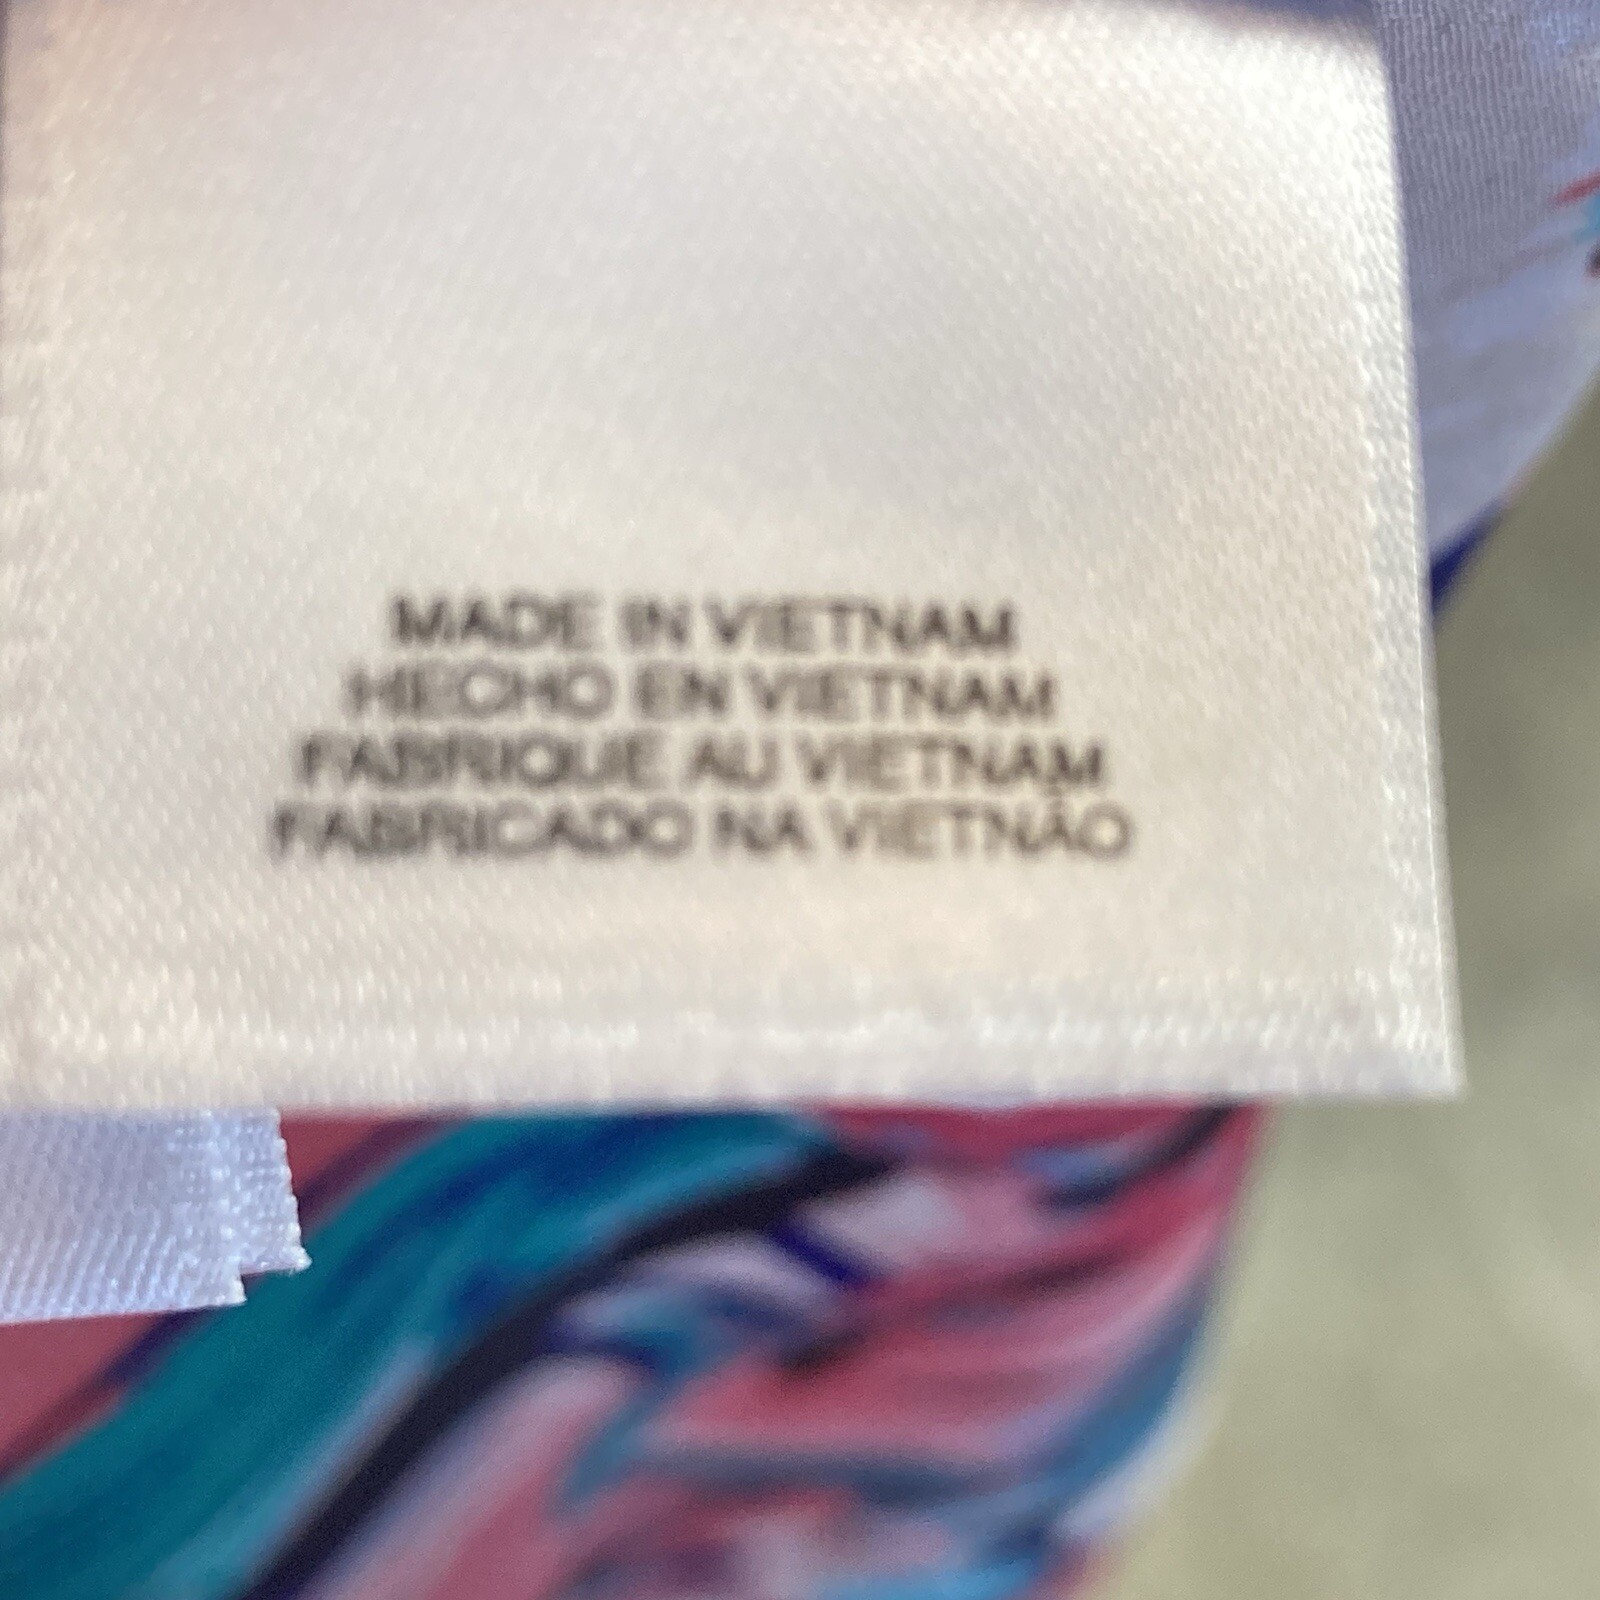 MADE IN VIETNAM
HECHO EN VIETNAM
FABRIQUE AU VIETNAM
FABRICADO NA VIETNÃO